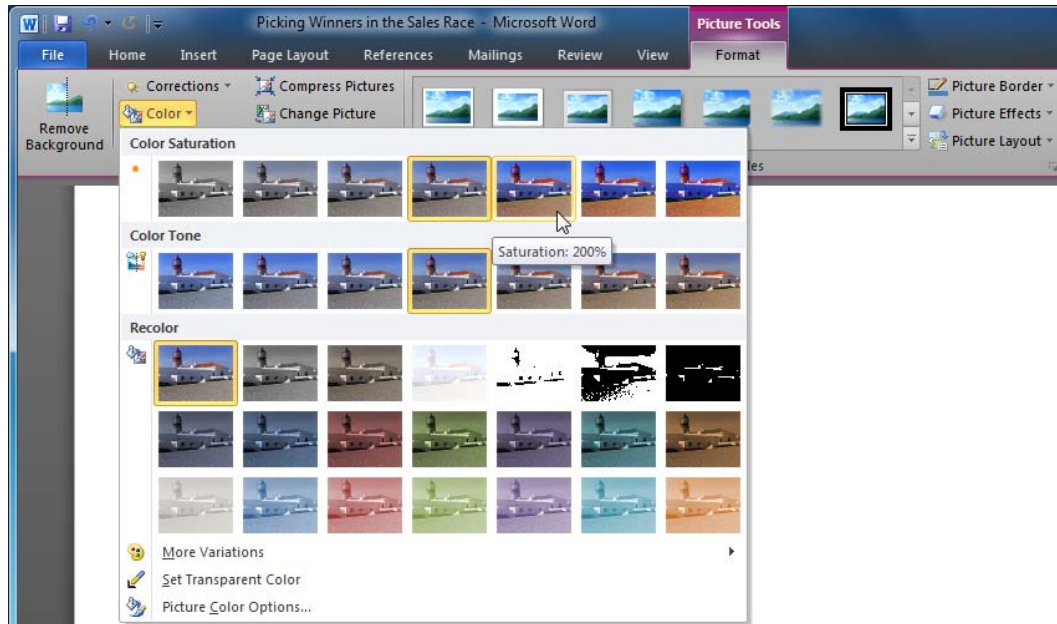 W Picking Winners in the Sales Race - Microsoft Word Picture Tools
File Home Insert Page Layout References Mailings Review View Format
Remove Background
Corrections
Color
Compress Pictures
Change Picture
Picture Border
Picture Effects
Picture Layout
Color Saturation
Saturation: 200%
Color Tone
Recolor
More Variations
Set Transparent Color
Picture Color Options...